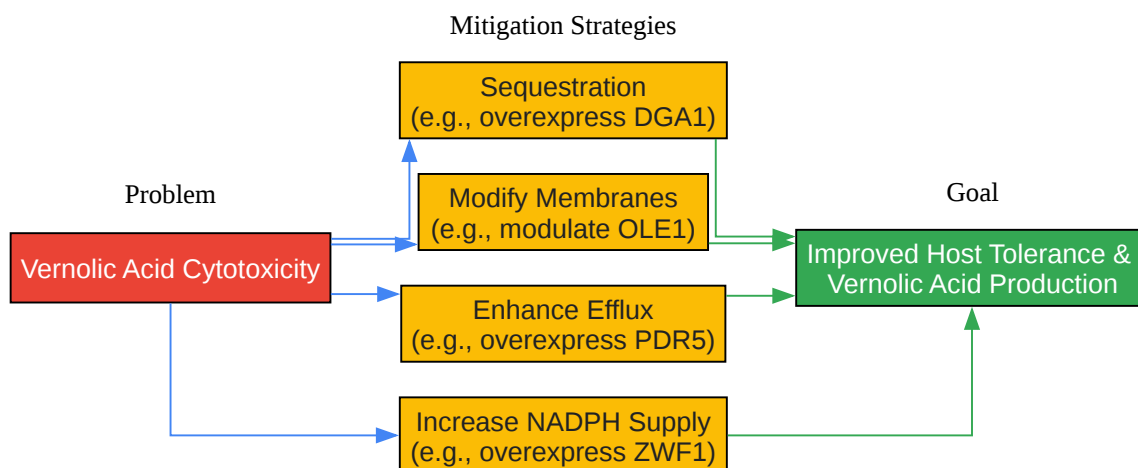 Mitigation Strategies
Sequestration
(e.g., overexpress DGA1)
Problem
Modify Membranes
(e.g., modulate OLE1)
Goal
Vernolic Acid Cytotoxicity
Improved Host Tolerance &
Vernolic Acid Production
Enhance Efflux
(e.g., overexpress PDR5)
Increase NADPH Supply
(e.g., overexpress ZWF1)